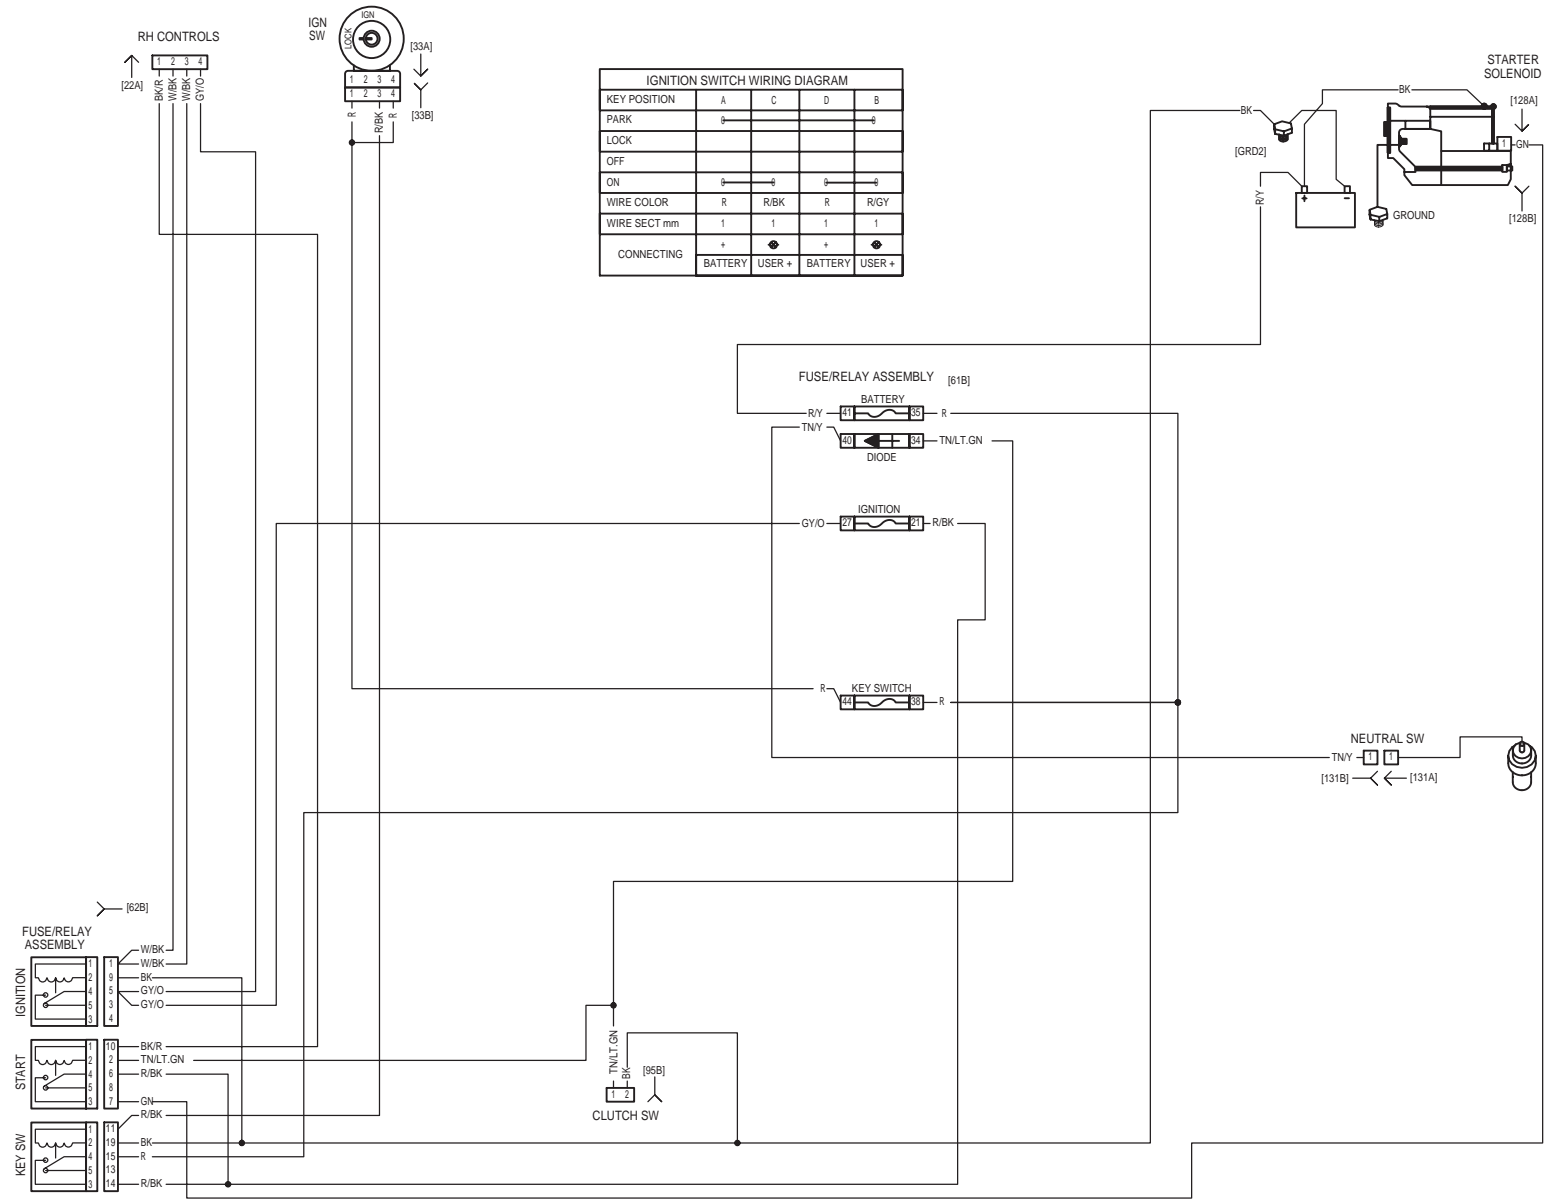 RH CONTROLS
[22A]
1 2 3 4
BK/R
W/BK
W/BK
GY/O
IGN
SW
IGN
LOCK
[33A]
1 2 3 4
1 2 3 4
[33B]
R
R/BK
R
IGNITION SWITCH WIRING DIAGRAM
KEY POSITION A C D B
PARK
LOCK
OFF
ON
WIRE COLOR R R/BK R R/GY
WIRE SECT mm 1 1 1 1
CONNECTING + +
BATTERY USER + BATTERY USER +
STARTER
SOLENOID
BK
[128A]
BK
[GRD2]
1
GN
R/Y
+ −
GROUND
[128B]
FUSE/RELAY ASSEMBLY [61B]
BATTERY
R/Y 41 35 R
TN/Y 40 34 TN/LT.GN
DIODE
IGNITION
GY/O 27 21 R/BK
KEY SWITCH
R 44 38 R
NEUTRAL SW
TN/Y 1 1
[131B] [131A]
[62B]
FUSE/RELAY
ASSEMBLY
IGNITION
W/BK
1 1 W/BK
2 9 BK
4 5 GY/O
5 3 GY/O
3 4
START
1 10 BK/R
2 2 TN/LT.GN
4 6 R/BK
5 8
3 7 GN
R/BK
KEY SW
1 11
2 19 BK
4 15 R
5 13
3 14 R/BK
TN/LT.GN
BK
[95B]
1 2
CLUTCH SW